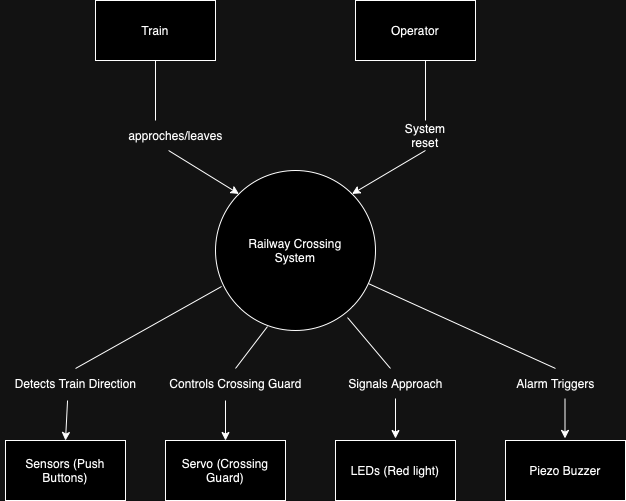 Train
Operator
approches/leaves
System
reset
Railway Crossing
System
Detects Train Direction
Controls Crossing Guard
Signals Approach
Alarm Triggers
Sensors (Push
Buttons)
Servo (Crossing
Guard)
LEDs (Red light)
Piezo Buzzer